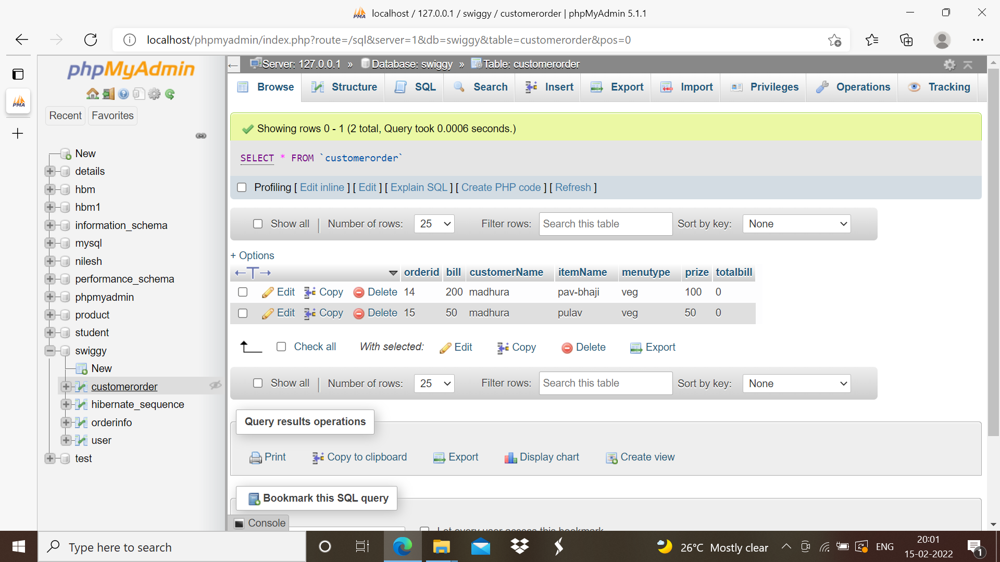 localhost / 127.0.0.1 / swiggy / customerorder | phpMyAdmin 5.1.1
localhost/phpmyadmin/index.php?route=/sql&server=1&db=swiggy&table=customerorder&pos=0
PMA
phpMyAdmin
Recent Favorites
New
details
hbm
hbm1
information_schema
mysql
nilesh
performance_schema
phpmyadmin
product
student
swiggy
New
customerorder
hibernate_sequence
orderinfo
user
test
Server: 127.0.0.1 » Database: swiggy » Table: customerorder
Browse Structure SQL Search Insert Export Import Privileges Operations Tracking
Showing rows 0 - 1 (2 total, Query took 0.0006 seconds.)
SELECT * FROM `customerorder`
Profiling [ Edit inline ] [ Edit ] [ Explain SQL ] [ Create PHP code ] [ Refresh ]
Show all | Number of rows: 25 Filter rows: Search this table Sort by key: None
+ Options
←T→ orderid bill customerName itemName menutype prize totalbill
Edit Copy Delete 14 200 madhura pav-bhaji veg 100 0
Edit Copy Delete 15 50 madhura pulav veg 50 0
Check all With selected: Edit Copy Delete Export
Show all | Number of rows: 25 Filter rows: Search this table Sort by key: None
Query results operations
Print Copy to clipboard Export Display chart Create view
Bookmark this SQL query
Console
Let every user access this bookmark
Type here to search
26°C Mostly clear
ENG
20:01
15-02-2022
1